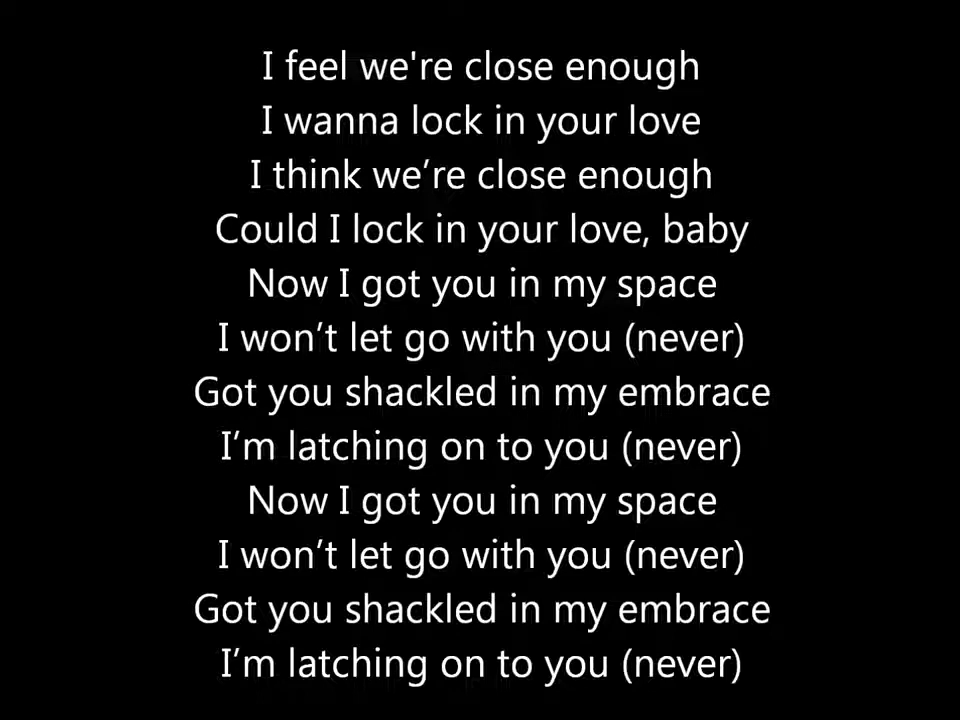 I feel we're close enough
I wanna lock in your love
I think we’re close enough
Could I lock in your love, baby
Now I got you in my space
I won’t let go with you (never)
Got you shackled in my embrace
I’m latching on to you (never)
Now I got you in my space
I won’t let go with you (never)
Got you shackled in my embrace
I’m latching on to you (never)